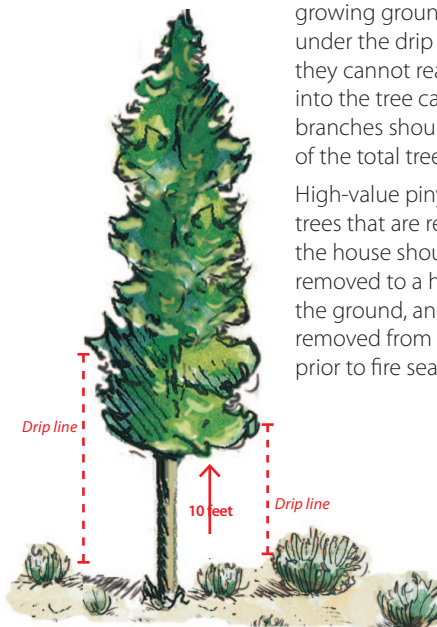 growing groun
under the drip
they cannot rea
into the tree ca
branches shou
of the total tree
High-value piny
trees that are re
the house shou
removed to a h
the ground, an
removed from
prior to fire sea
Drip line
10 feet
Drip line